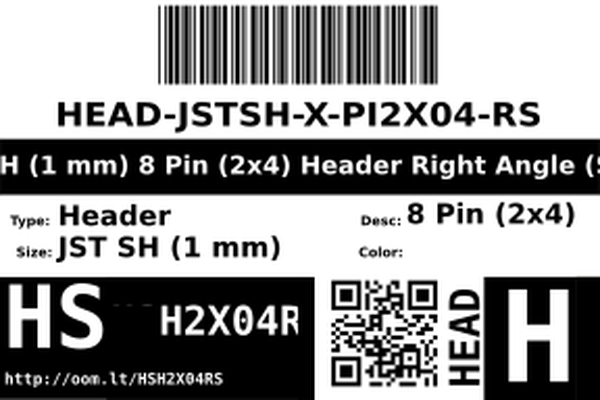 HEAD-JSTSH-X-PI2X04-RS
H (1 mm) 8 Pin (2x4) Header Right Angle (S
Type: Header
Desc: 8 Pin (2x4)
Size: JST SH (1 mm)
Color:
HS
H2X04R
http://oom.lt/HSH2X04RS
HEAD
H